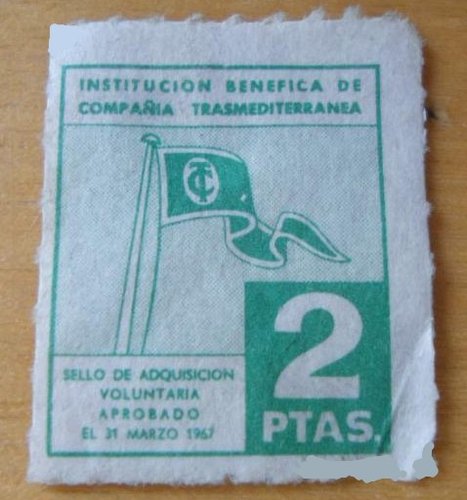 INSTITUCION BENEFICA DE
COMPAÑIA TRASMEDITERRANEA
TC
2
PTAS.
SELLO DE ADQUISICION
VOLUNTARIA
APROBADO
EL 31 MARZO 1967